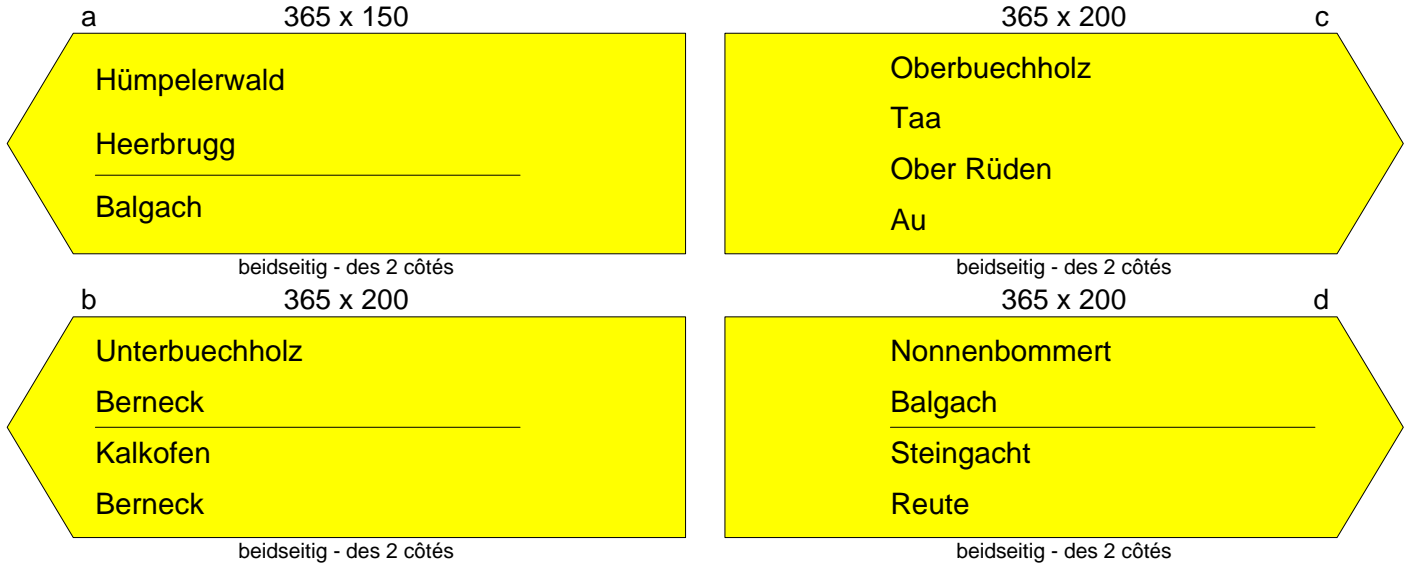 a 365 x 150
Hümpelerwald
Heerbrugg
Balgach
beidseitig - des 2 côtés
365 x 200 c
Oberbuechholz
Taa
Ober Rüden
Au
beidseitig - des 2 côtés
b 365 x 200
Unterbuechholz
Berneck
Kalkofen
Berneck
beidseitig - des 2 côtés
365 x 200 d
Nonnenbommert
Balgach
Steingacht
Reute
beidseitig - des 2 côtés